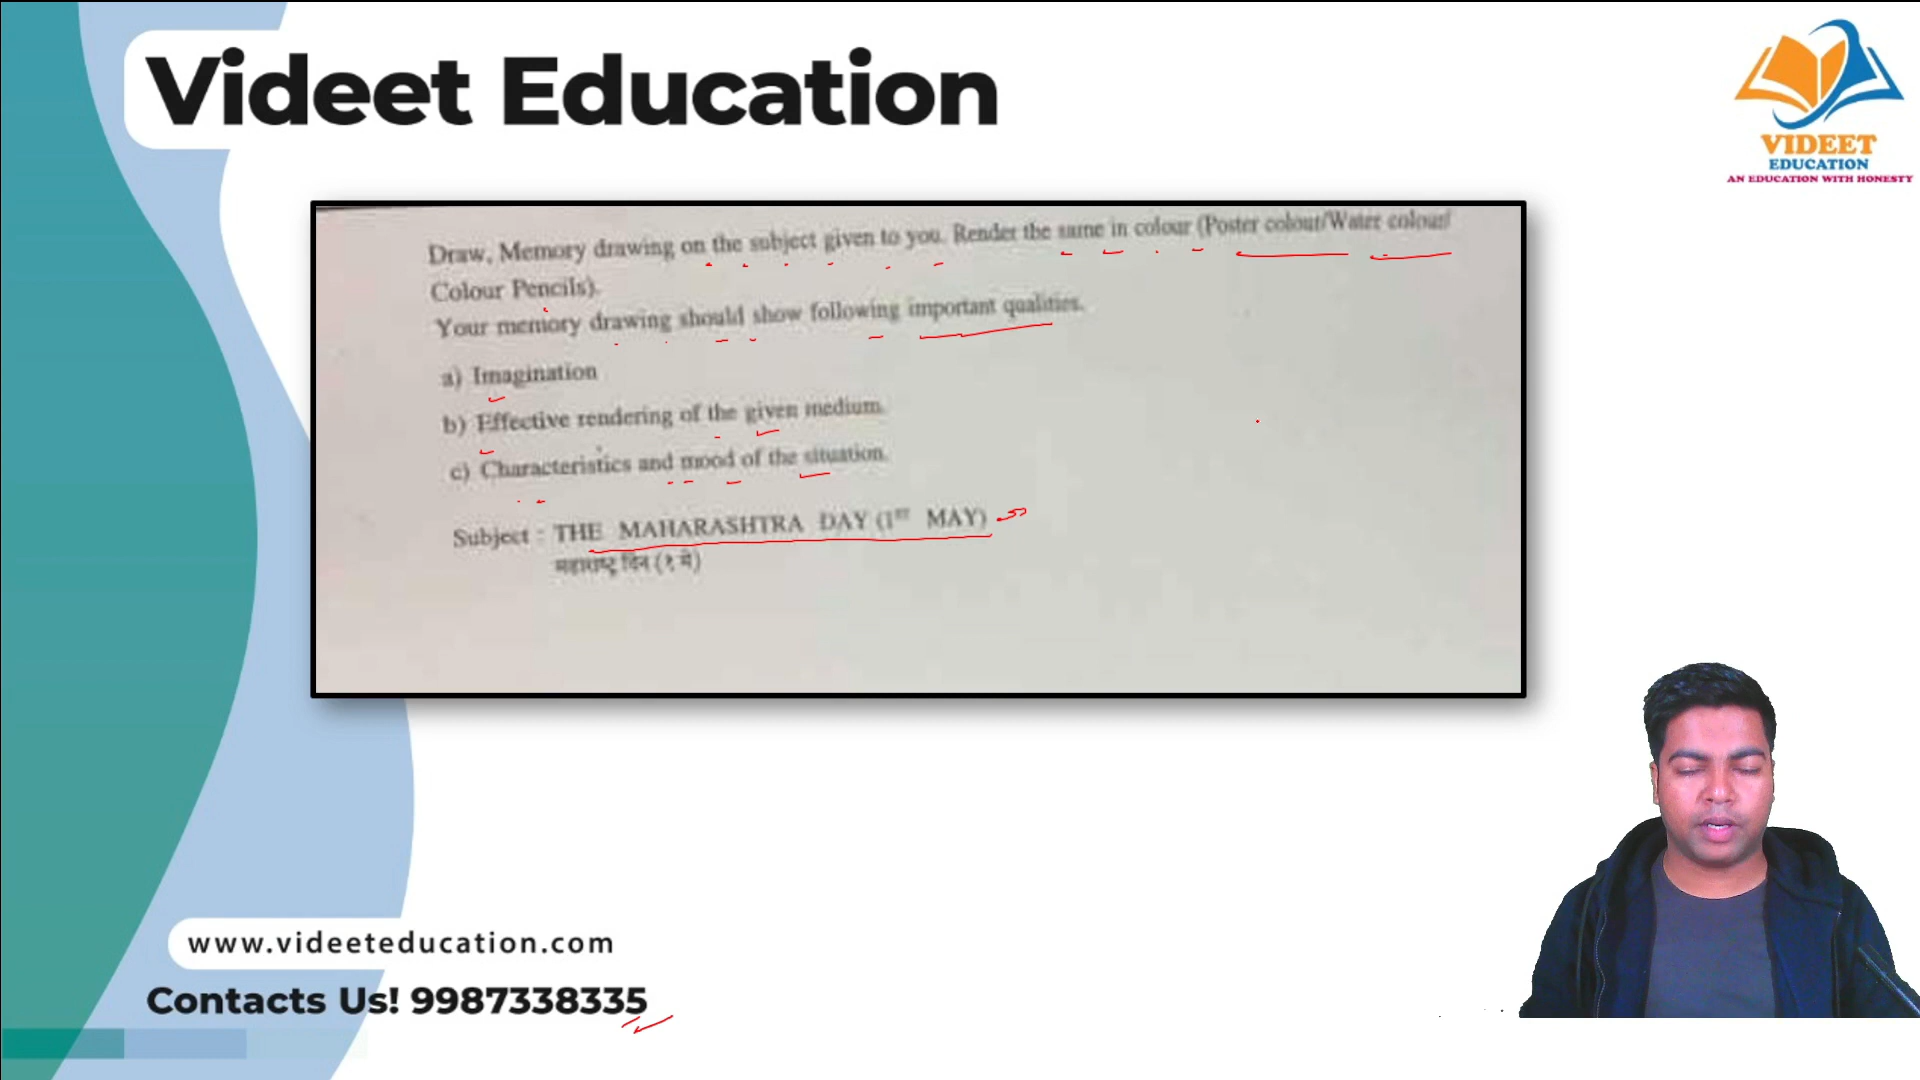 Videet Education
VIDEET
EDUCATION
AN EDUCATION WITH HONESTY
Draw, Memory drawing on the subject given to you. Render the same in colour (Poster colour/Water colour/
Colour Pencils).
Your memory drawing should show following important qualities.
a) Imagination
b) Effective rendering of the given medium.
c) Characteristics and mood of the situation.
Subject : THE MAHARASHTRA DAY (1ST MAY)
महाराष्ट्र दिन (१ मे)
www.videeteducation.com
Contacts Us! 9987338335